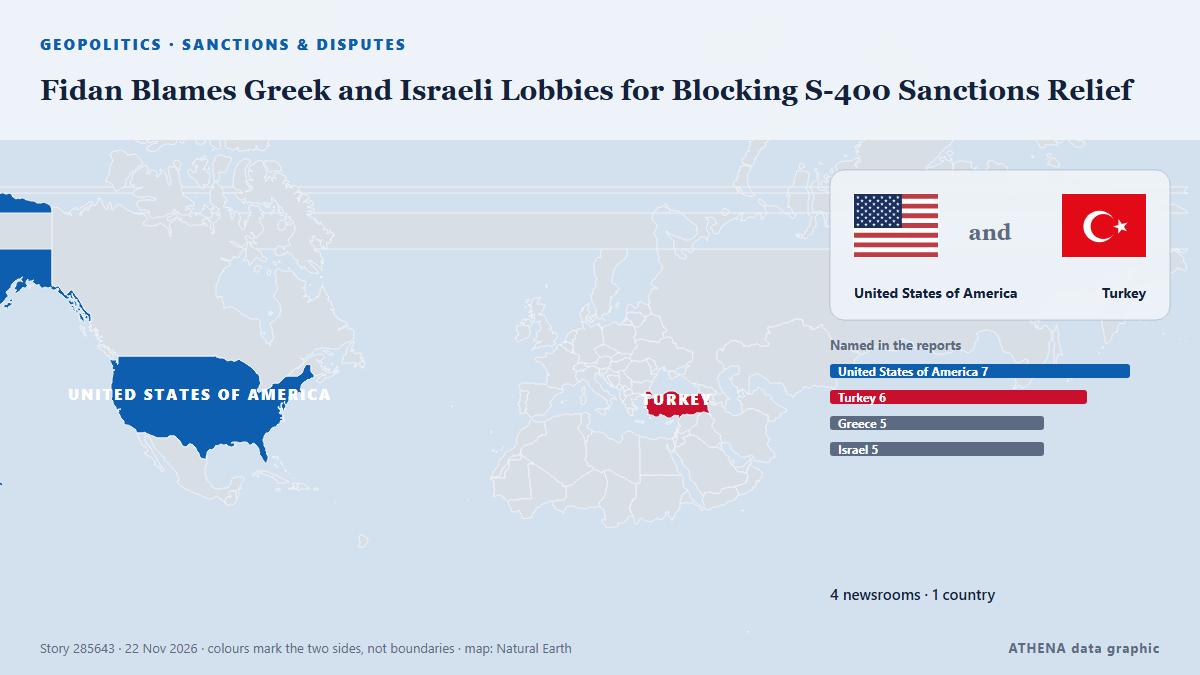 GEOPOLITICS · SANCTIONS & DISPUTES
Fidan Blames Greek and Israeli Lobbies for Blocking S-400 Sanctions Relief
and
United States of America
Turkey
Named in the reports
United States of America 7
Turkey 6
Greece 5
Israel 5
UNITED STATES OF AMERICA
TURKEY
4 newsrooms · 1 country
Story 285643 · 22 Nov 2026 · colours mark the two sides, not boundaries · map: Natural Earth
ATHENA data graphic